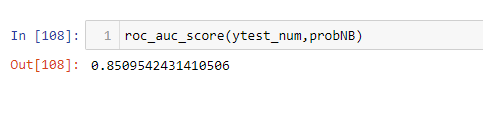 In [108]: 1 roc_auc_score(ytest_num,probNB)
Out[108]: 0.8509542431410506